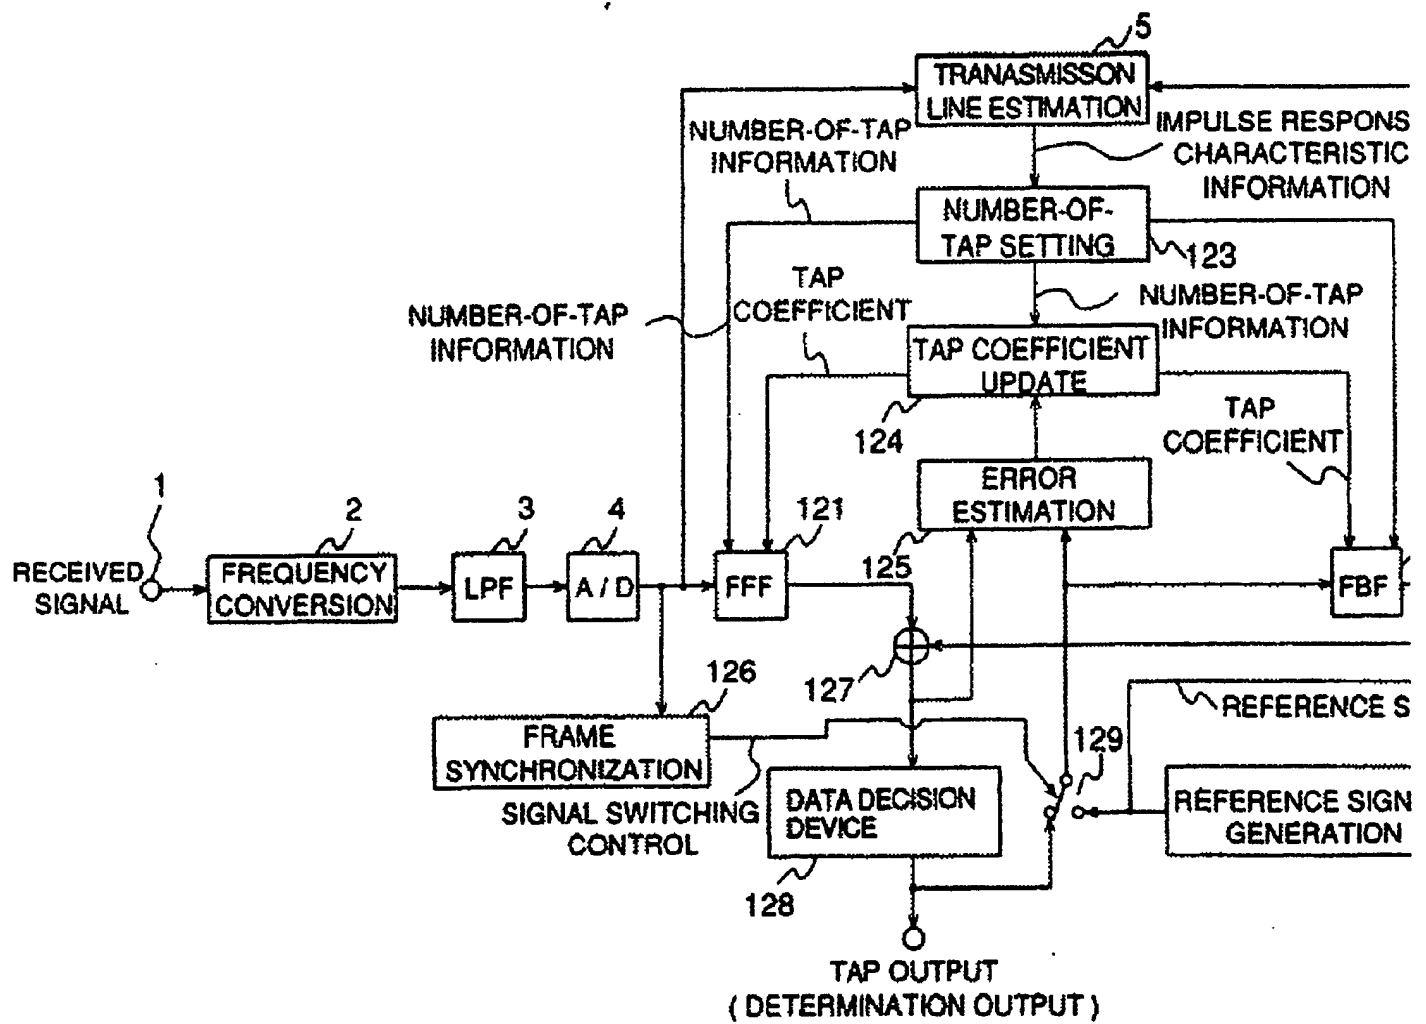 5
TRANASMISSON
LINE ESTIMATION
NUMBER-OF-TAP
INFORMATION
IMPULSE RESPONS
CHARACTERISTIC
INFORMATION
NUMBER-OF-
TAP SETTING
123
TAP
COEFFICIENT
NUMBER-OF-TAP
INFORMATION
NUMBER-OF-TAP
INFORMATION
TAP COEFFICIENT
UPDATE
124
TAP
COEFFICIENT
ERROR
ESTIMATION
125
1
2
3
4
121
RECEIVED
SIGNAL
FREQUENCY
CONVERSION
LPF
A / D
FFF
FBF
127
126
FRAME
SYNCHRONIZATION
REFERENCE S
129
SIGNAL SWITCHING
CONTROL
DATA DECISION
DEVICE
REFERENCE SIGN
GENERATION
128
TAP OUTPUT
( DETERMINATION OUTPUT )